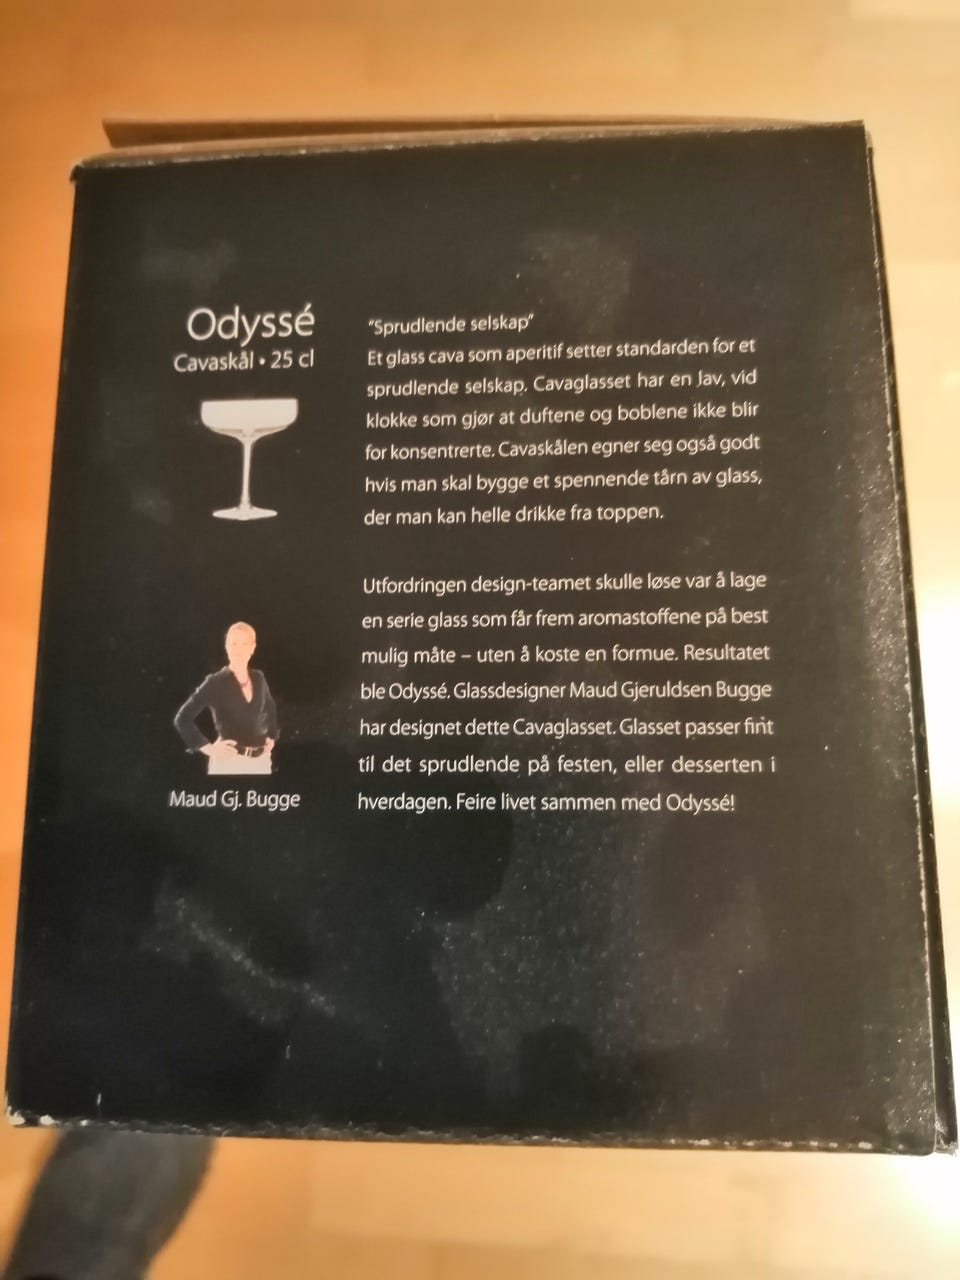 Odyssé
Cavaskål • 25 cl
"Sprudlende selskap"
Et glass cava som aperitif setter standarden for et
sprudlende selskap. Cavaglasset har en lav, vid
klokke som gjør at duftene og boblene ikke blir
for konsentrerte. Cavaskålen egner seg også godt
hvis man skal bygge et spennende tårn av glass,
der man kan helle drikke fra toppen.
Utfordringen design-teamet skulle løse var å lage
en serie glass som får frem aromastoffene på best
mulig måte – uten å koste en formue. Resultatet
ble Odyssé. Glassdesigner Maud Gjeruldsen Bugge
har designet dette Cavaglasset. Glasset passer fint
til det sprudlende på festen, eller desserten i
hverdagen. Feire livet sammen med Odyssé!
Maud Gj. Bugge